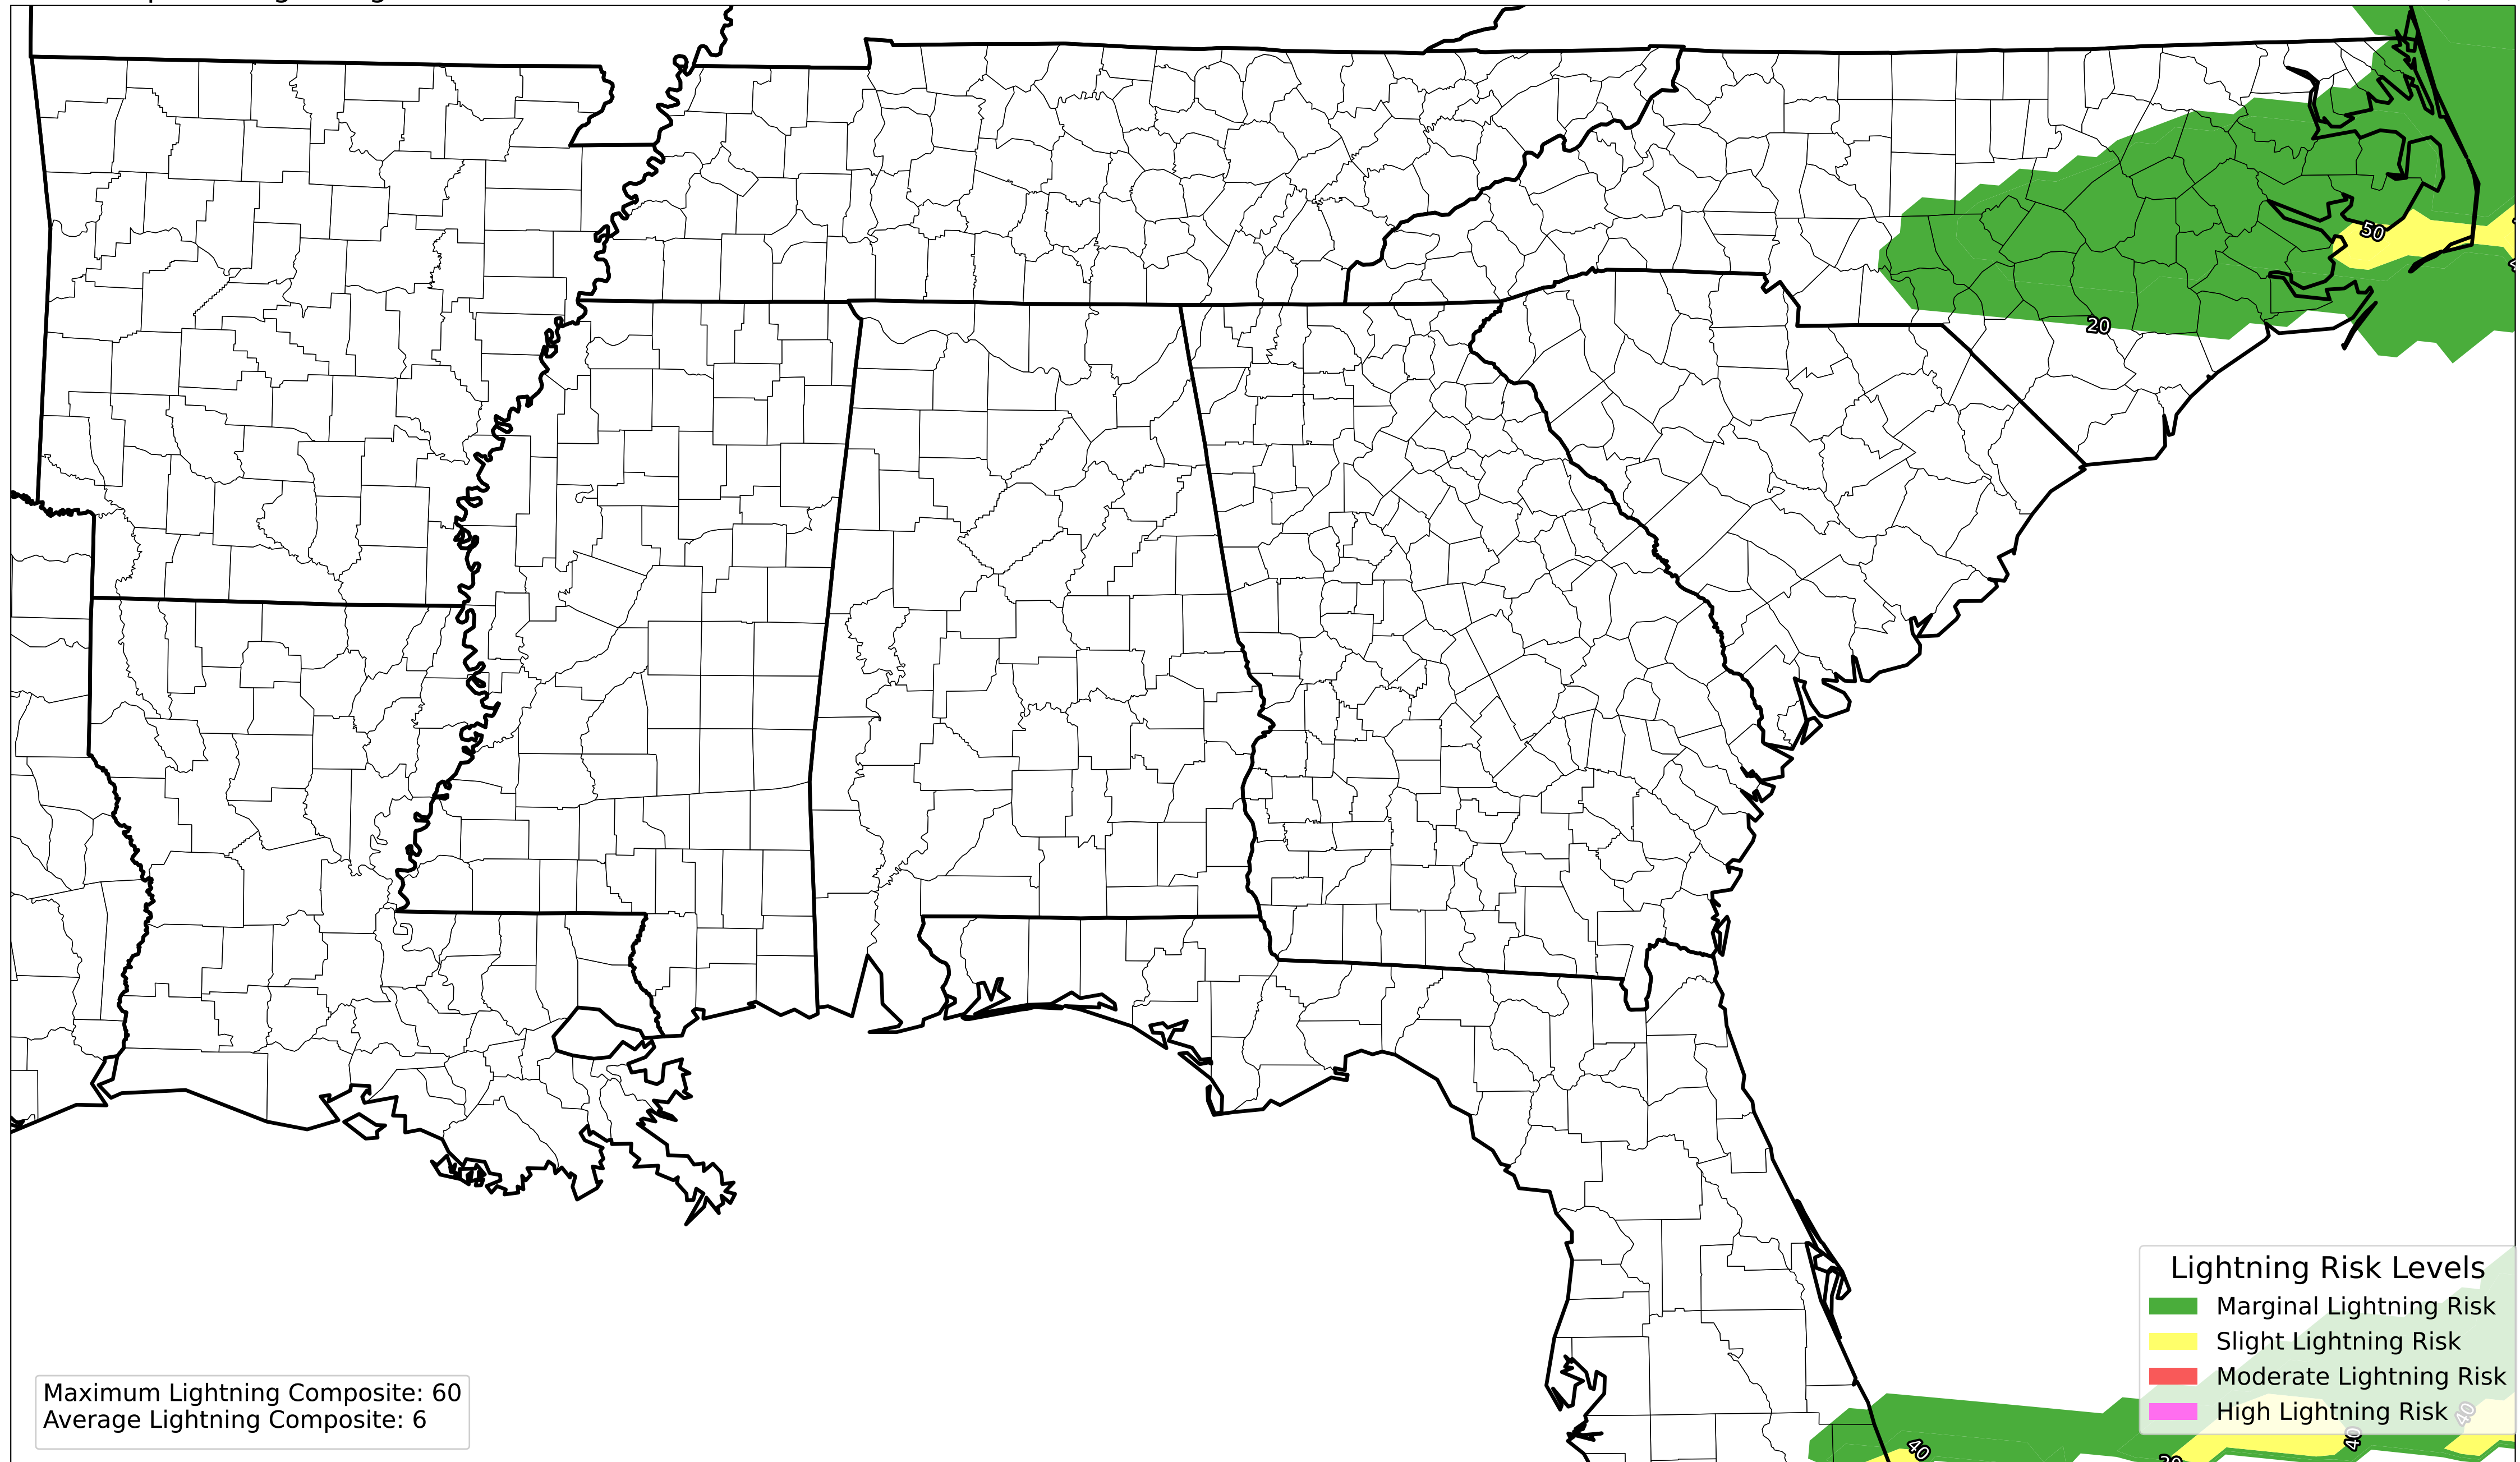 50
20
Lightning Risk Levels
Marginal Lightning Risk
Slight Lightning Risk
Moderate Lightning Risk
High Lightning Risk
40
Maximum Lightning Composite: 60
Average Lightning Composite: 6
40
40